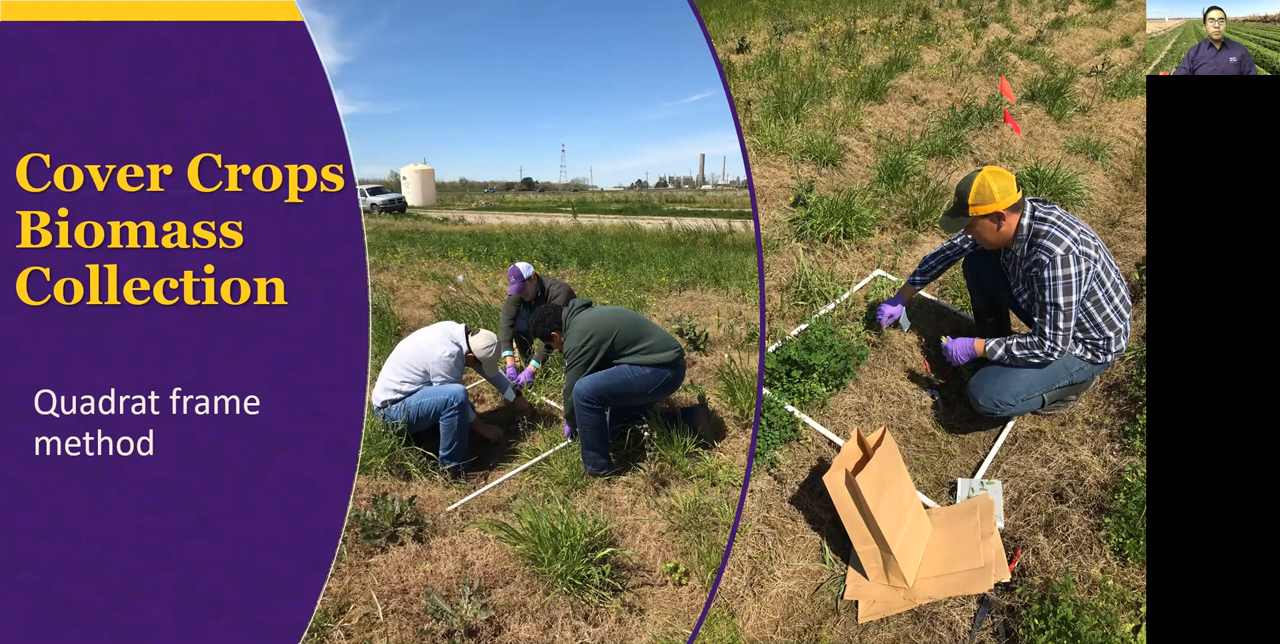 Cover Crops
Biomass
Collection
Quadrat frame
method